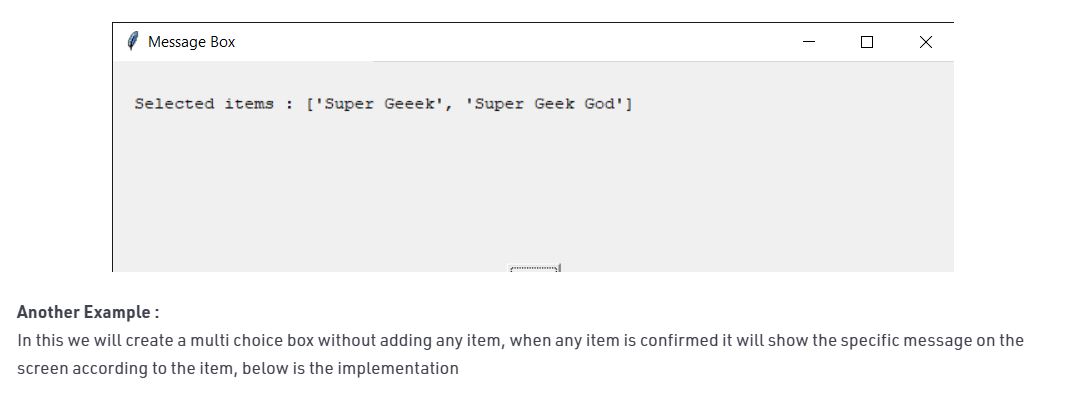 Message Box
Selected items : ['Super Geeek', 'Super Geek God']
Another Example :
In this we will create a multi choice box without adding any item, when any item is confirmed it will show the specific message on the
screen according to the item, below is the implementation